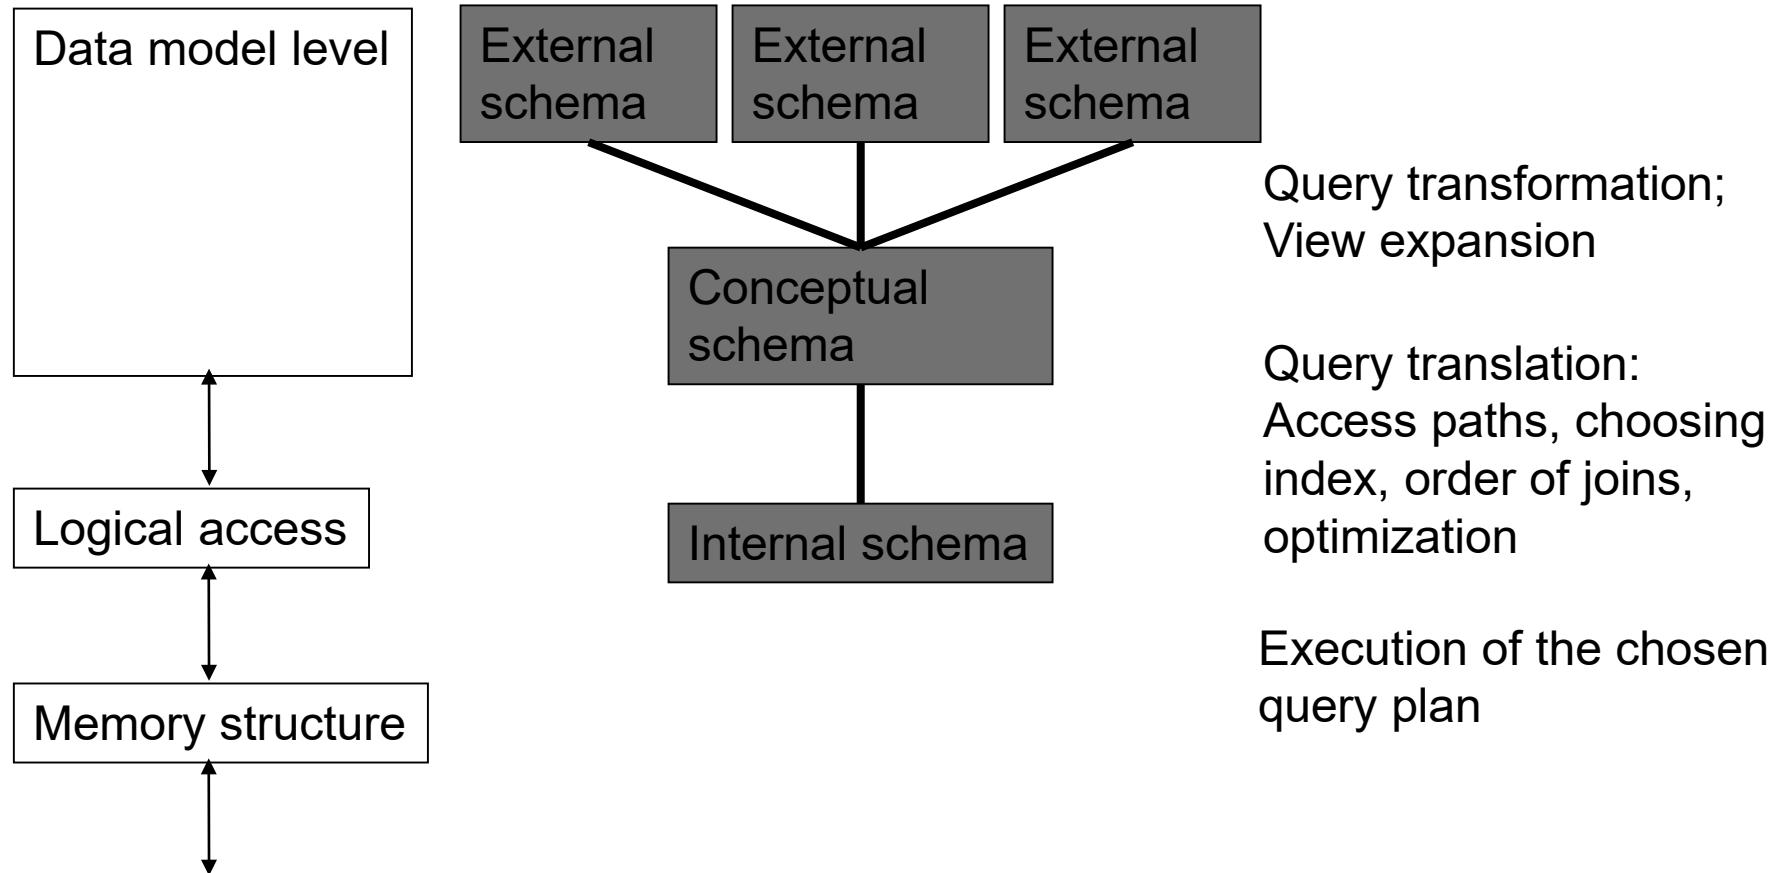 Data model level
External
schema
External
schema
External
schema
Query transformation;
View expansion
Conceptual
schema
Query translation:
Access paths, choosing
index, order of joins,
optimization
Logical access
Internal schema
Execution of the chosen
query plan
Memory structure